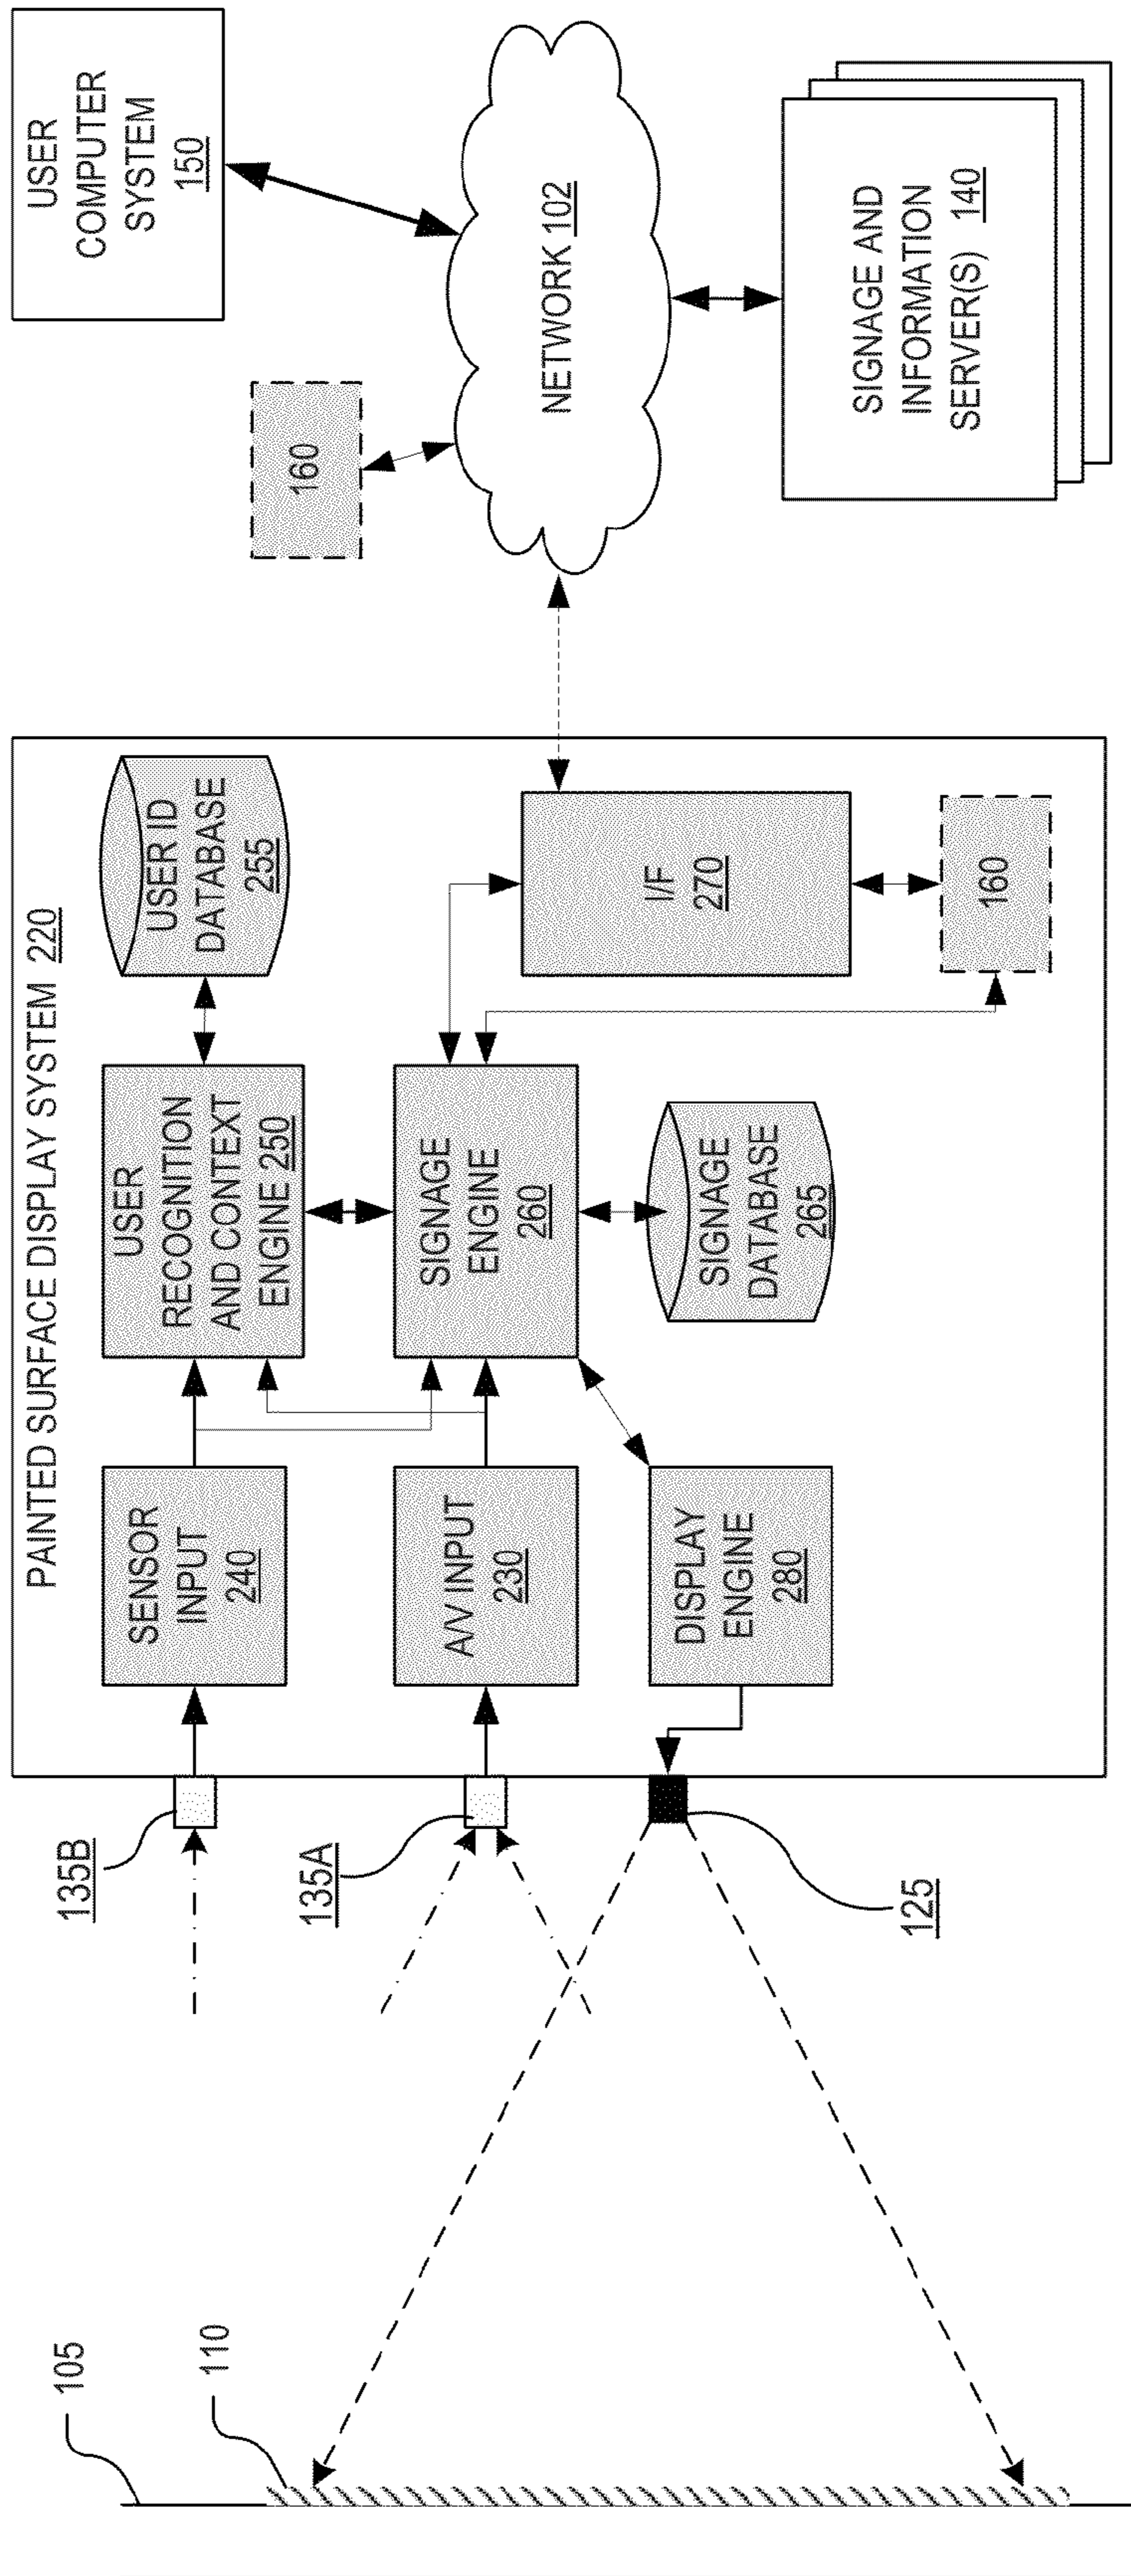 PAINTED SURFACE DISPLAY SYSTEM 220
105
110
135B
135A
125
SENSOR
INPUT
240
A/V INPUT
230
DISPLAY
ENGINE
280
USER
RECOGNITION
AND CONTEXT
ENGINE 250
SIGNAGE
ENGINE
260
SIGNAGE
DATABASE
265
USER ID
DATABASE
255
I/F
270
160
160
NETWORK 102
USER
COMPUTER
SYSTEM
150
SIGNAGE AND
INFORMATION
SERVER(S) 140